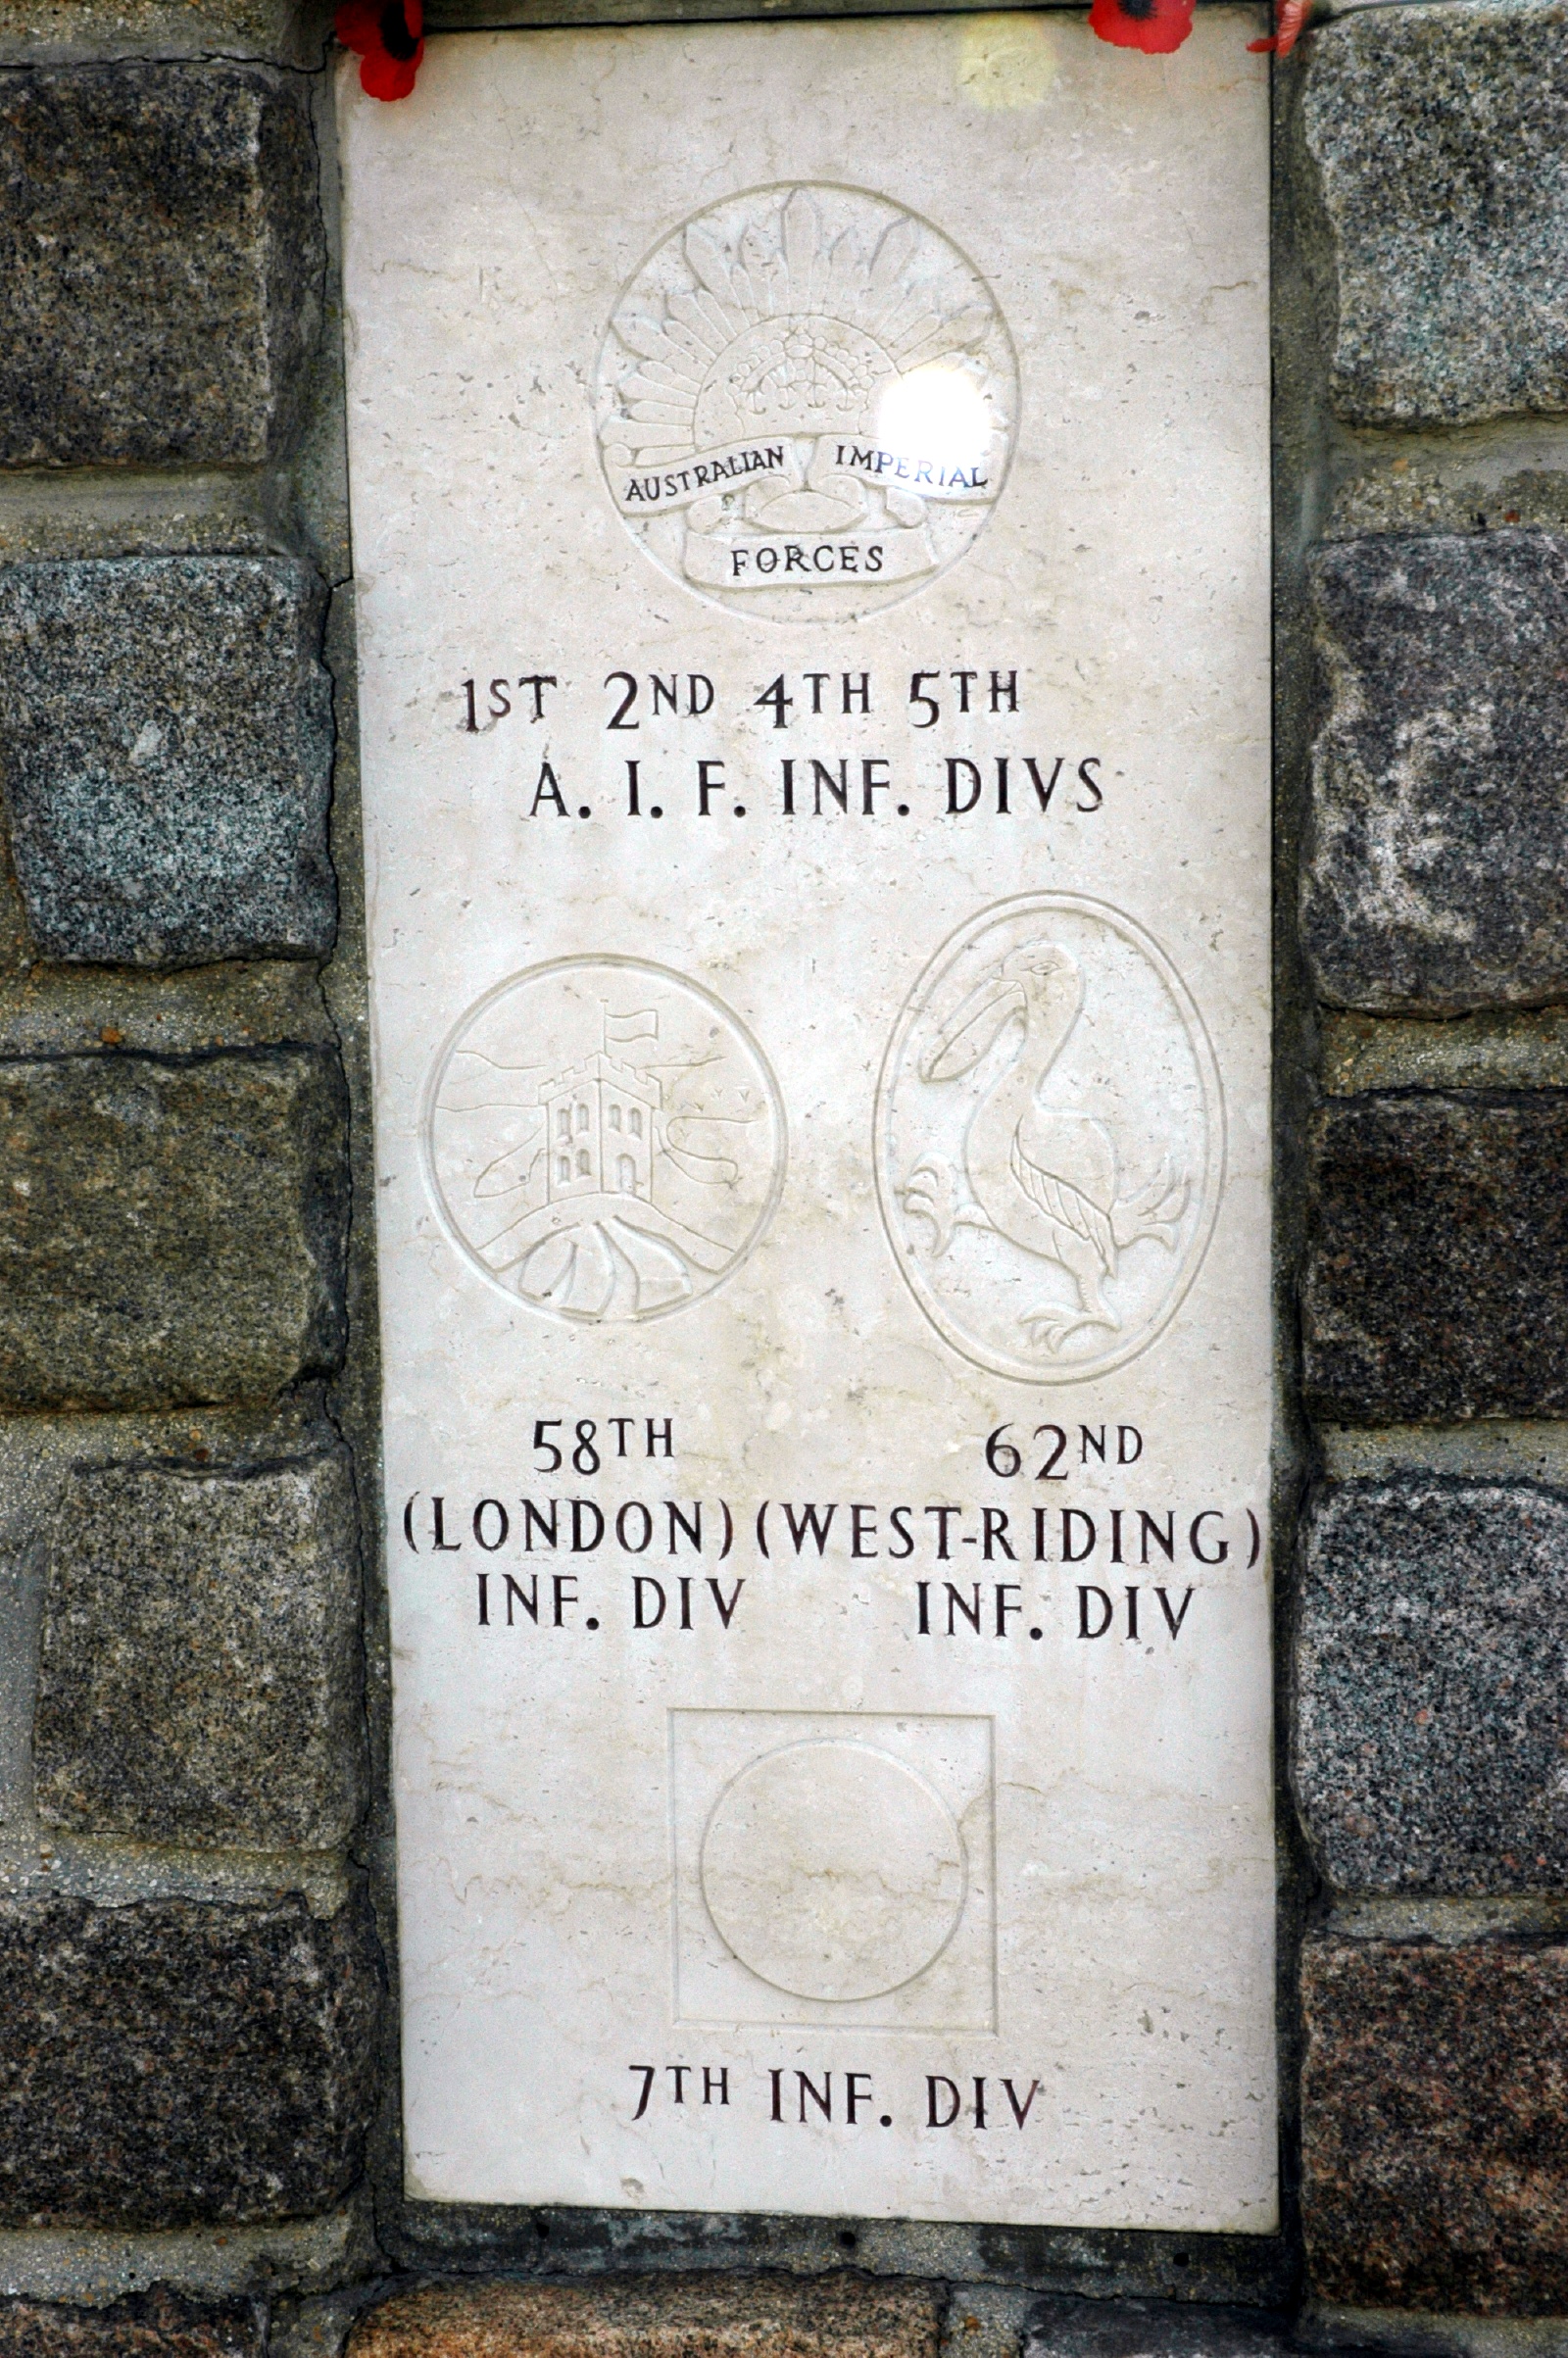 AUSTRALIAN IMPERIAL
FORCES
1ST 2ND 4TH 5TH
A. I. F. INF. DIVS
58TH 62ND
(LONDON) (WEST-RIDING)
INF. DIV INF. DIV
7TH INF. DIV